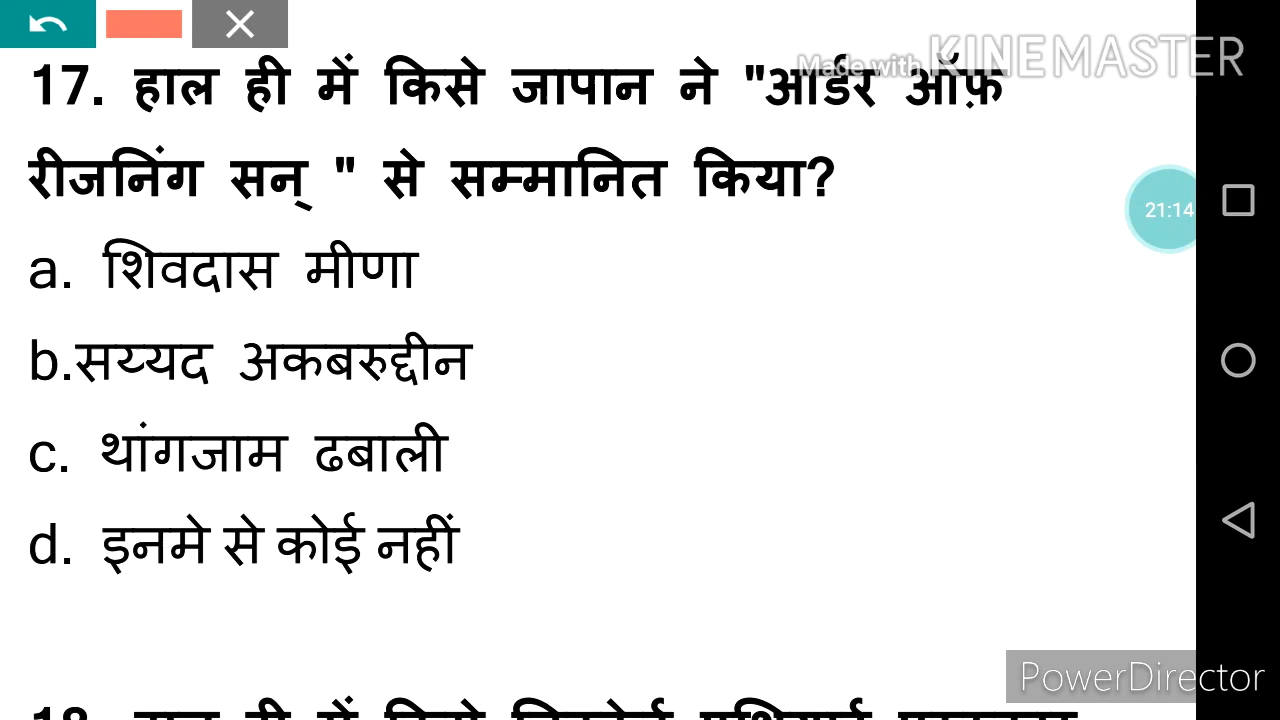 Made with KINEMASTER
17. हाल ही में किसे जापान ने "आर्डर ऑफ़
रीजनिंग सन् " से सम्मानित किया?
21:14
a. शिवदास मीणा
b.सय्यद अकबरुद्दीन
c. थांगजाम ढबाली
d. इनमे से कोई नहीं
PowerDirector
18. हाल ही में किसे